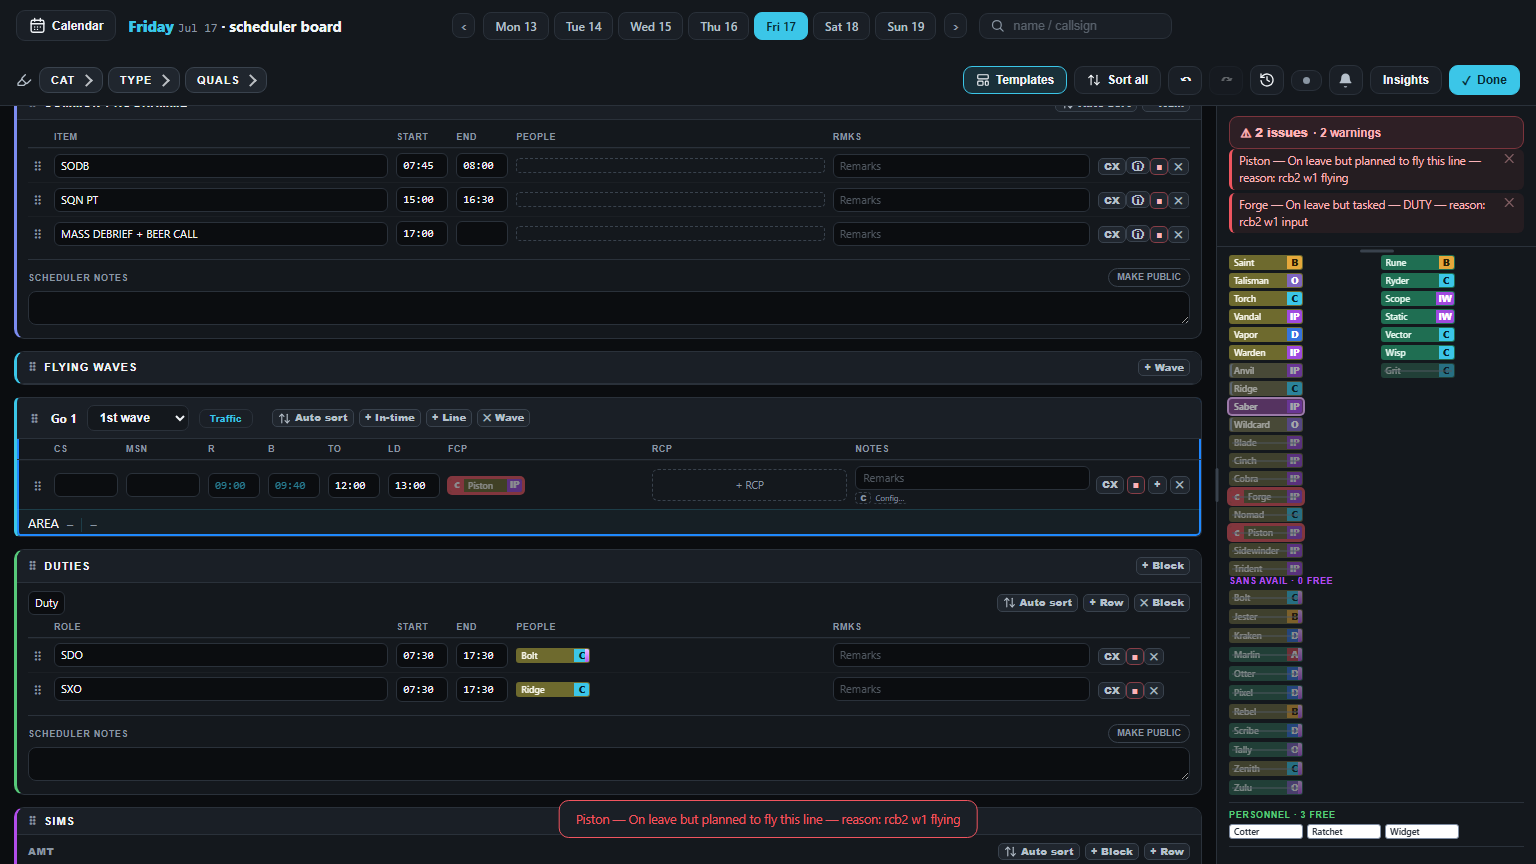 Calendar
Friday Jul 17 · scheduler board
Mon 13
Tue 14
Wed 15
Thu 16
Fri 17
Sat 18
Sun 19
name / callsign
CAT
TYPE
QUALS
Templates
Sort all
Insights
✓ Done
ITEM START END PEOPLE RMKS
SODB 07:45 08:00 Remarks CX
SQN PT 15:00 16:30 Remarks CX
MASS DEBRIEF + BEER CALL 17:00 Remarks CX
SCHEDULER NOTES
MAKE PUBLIC
FLYING WAVES
+ Wave
Go 1 1st wave Traffic Auto sort + In-time + Line × Wave
CS MSN R B TO LD FCP RCP NOTES
09:00 09:40 12:00 13:00 C Piston IP + RCP Remarks CX
C Config...
AREA – | –
DUTIES
+ Block
Duty
Auto sort + Row × Block
ROLE START END PEOPLE RMKS
SDO 07:30 17:30 Bolt C Remarks CX
SXO 07:30 17:30 Ridge C Remarks CX
SCHEDULER NOTES
MAKE PUBLIC
SIMS
AMT
Auto sort + Block + Row
Piston — On leave but planned to fly this line — reason: rcb2 w1 flying
⚠ 2 issues · 2 warnings
Piston — On leave but planned to fly this line —
reason: rcb2 w1 flying
Forge — On leave but tasked — DUTY — reason:
rcb2 w1 input
Saint B
Talisman O
Torch C
Vandal IP
Vapor D
Warden IP
Anvil IP
Ridge C
Saber IP
Wildcard O
Blade IP
Cinch IP
Cobra IP
C Forge IP
Nomad C
C Piston IP
Sidewinder IP
Trident IP
Rune B
Ryder C
Scope IW
Static IW
Vector C
Wisp C
Grit C
SANS AVAIL · 0 FREE
Bolt C
Jester B
Kraken D
Marlin A
Otter D
Pixel D
Rebel B
Scribe D
Tally O
Zenith C
Zulu O
PERSONNEL · 3 FREE
Cotter
Ratchet
Widget